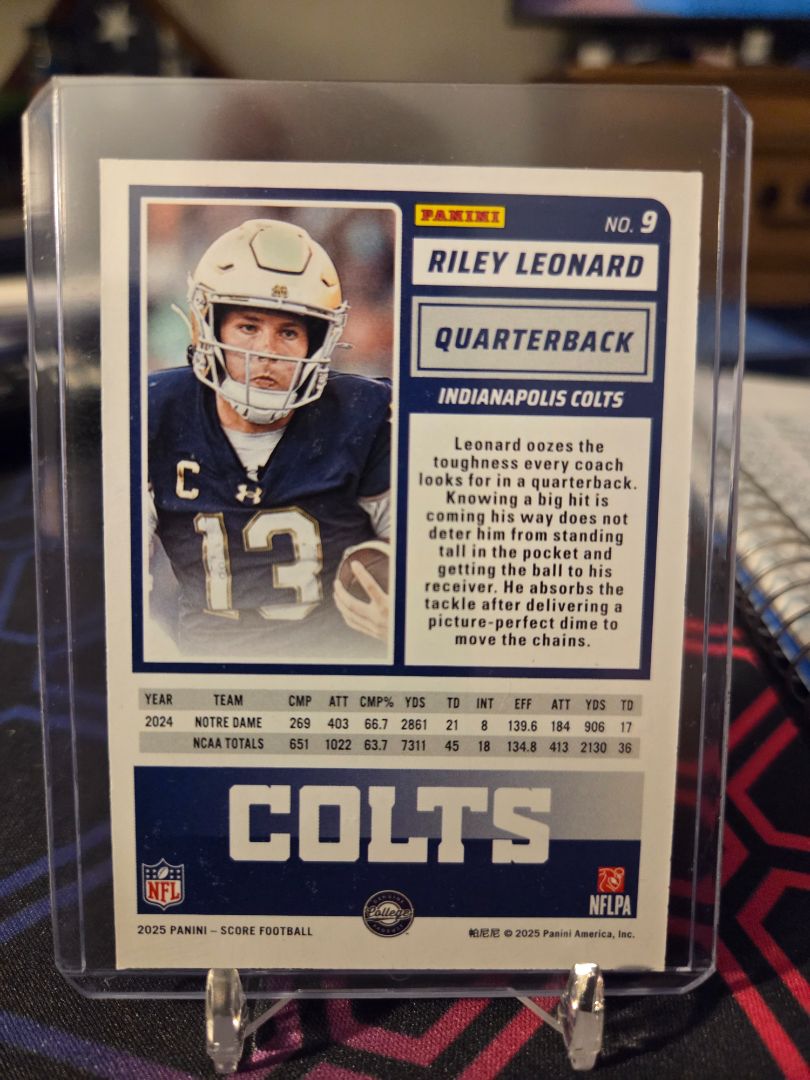 PANINI
NO. 9
RILEY LEONARD
QUARTERBACK
INDIANAPOLIS COLTS
Leonard oozes the
toughness every coach
looks for in a quarterback.
Knowing a big hit is
coming his way does not
deter him from standing
tall in the pocket and
getting the ball to his
receiver. He absorbs the
tackle after delivering a
picture-perfect dime to
move the chains.
C
13
YEAR TEAM CMP ATT CMP% YDS TD INT EFF ATT YDS TD
2024 NOTRE DAME 269 403 66.7 2861 21 8 139.6 184 906 17
NCAA TOTALS 651 1022 63.7 7311 45 18 134.8 413 2130 36
COLTS
NFL
College
NFLPA
2025 PANINI – SCORE FOOTBALL
帕尼尼 © 2025 Panini America, Inc.